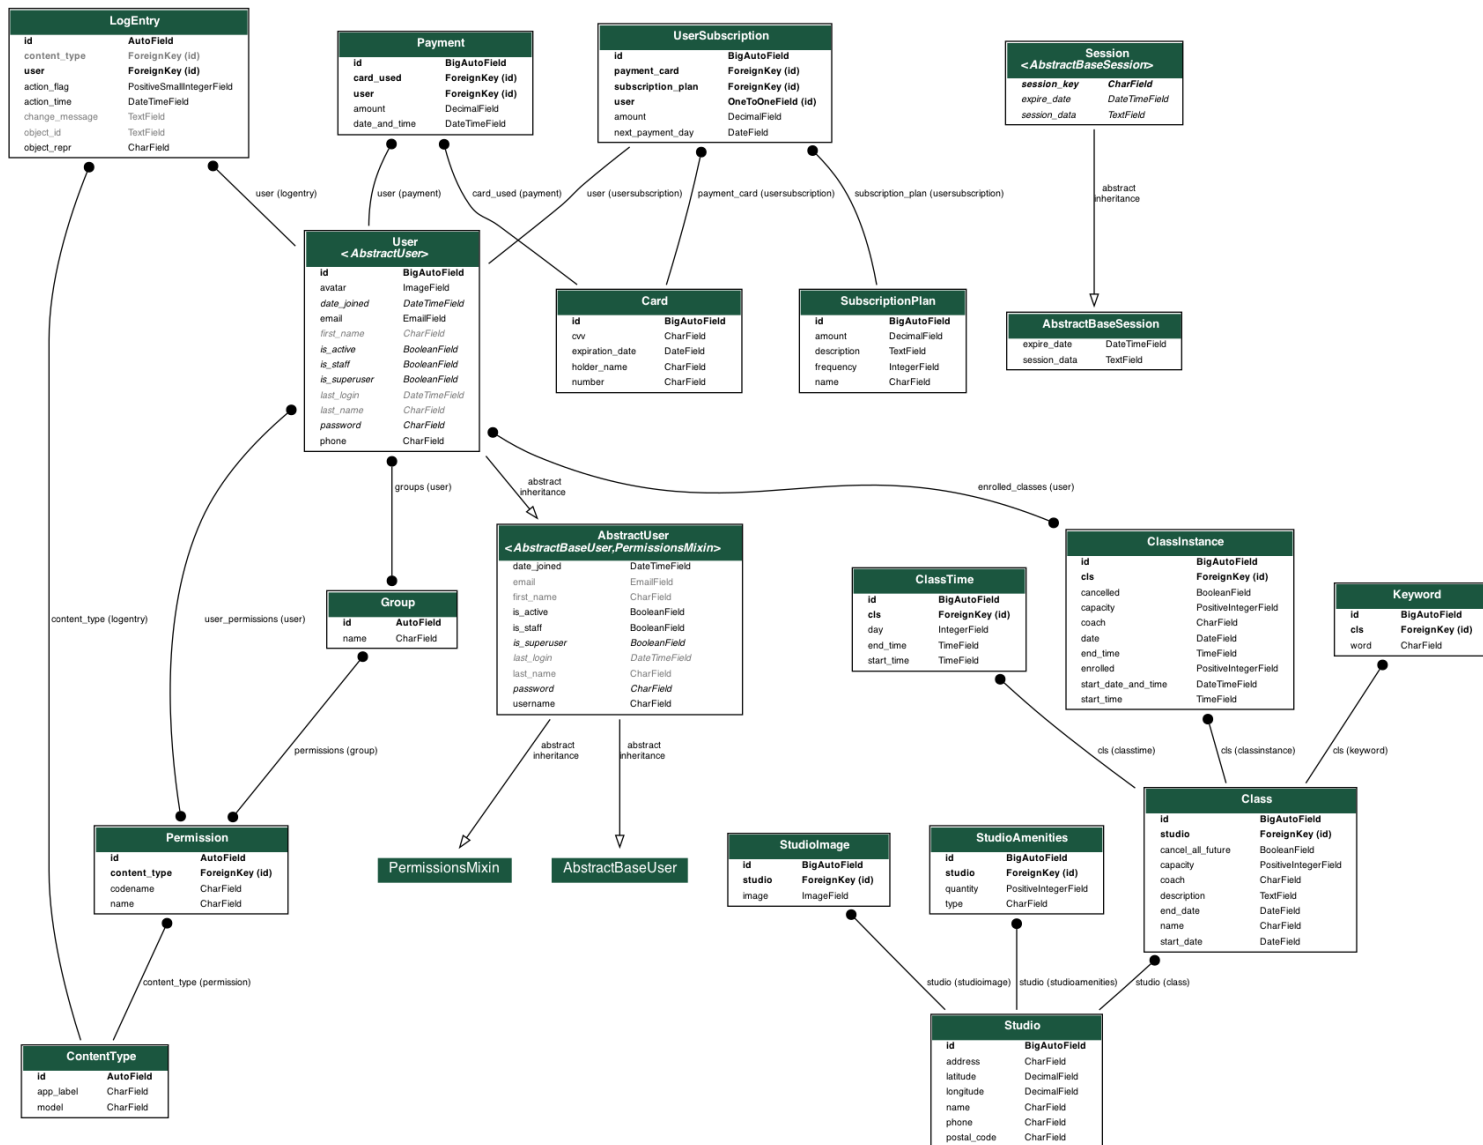 LogEntry
id AutoField
content_type ForeignKey (id)
user ForeignKey (id)
action_flag PositiveSmallIntegerField
action_time DateTimeField
change_message TextField
object_id TextField
object_repr CharField
Payment
id BigAutoField
card_used ForeignKey (id)
user ForeignKey (id)
amount DecimalField
date_and_time DateTimeField
UserSubscription
id BigAutoField
payment_card ForeignKey (id)
subscription_plan ForeignKey (id)
user OneToOneField (id)
amount DecimalField
next_payment_day DateField
Session
<AbstractBaseSession>
session_key CharField
expire_date DateTimeField
session_data TextField
user (logentry)
user (payment)
card_used (payment)
user (usersubscription)
payment_card (usersubscription)
subscription_plan (usersubscription)
abstract
inheritance
User
<AbstractUser>
id BigAutoField
avatar ImageField
date_joined DateTimeField
email EmailField
first_name CharField
is_active BooleanField
is_staff BooleanField
is_superuser BooleanField
last_login DateTimeField
last_name CharField
password CharField
phone CharField
Card
id BigAutoField
cvv CharField
expiration_date DateField
holder_name CharField
number CharField
SubscriptionPlan
id BigAutoField
amount DecimalField
description TextField
frequency IntegerField
name CharField
AbstractBaseSession
expire_date DateTimeField
session_data TextField
groups (user)
abstract
inheritance
enrolled_classes (user)
AbstractUser
<AbstractBaseUser,PermissionsMixin>
date_joined DateTimeField
email EmailField
first_name CharField
is_active BooleanField
is_staff BooleanField
is_superuser BooleanField
last_login DateTimeField
last_name CharField
password CharField
username CharField
ClassTime
id BigAutoField
cls ForeignKey (id)
day IntegerField
end_time TimeField
start_time TimeField
ClassInstance
id BigAutoField
cls ForeignKey (id)
cancelled BooleanField
capacity PositiveIntegerField
coach CharField
date DateField
end_time TimeField
enrolled PositiveIntegerField
start_date_and_time DateTimeField
start_time TimeField
Keyword
id BigAutoField
cls ForeignKey (id)
word CharField
content_type (logentry)
user_permissions (user)
Group
id AutoField
name CharField
permissions (group)
abstract
inheritance
abstract
inheritance
cls (classtime)
cls (classinstance)
cls (keyword)
Permission
id AutoField
content_type ForeignKey (id)
codename CharField
name CharField
PermissionsMixin
AbstractBaseUser
StudioImage
id BigAutoField
studio ForeignKey (id)
image ImageField
StudioAmenities
id BigAutoField
studio ForeignKey (id)
quantity PositiveIntegerField
type CharField
Class
id BigAutoField
studio ForeignKey (id)
cancel_all_future BooleanField
capacity PositiveIntegerField
coach CharField
description TextField
end_date DateField
name CharField
start_date DateField
content_type (permission)
studio (studioimage)
studio (studioamenities)
studio (class)
ContentType
id AutoField
app_label CharField
model CharField
Studio
id BigAutoField
address CharField
latitude DecimalField
longitude DecimalField
name CharField
phone CharField
postal_code CharField